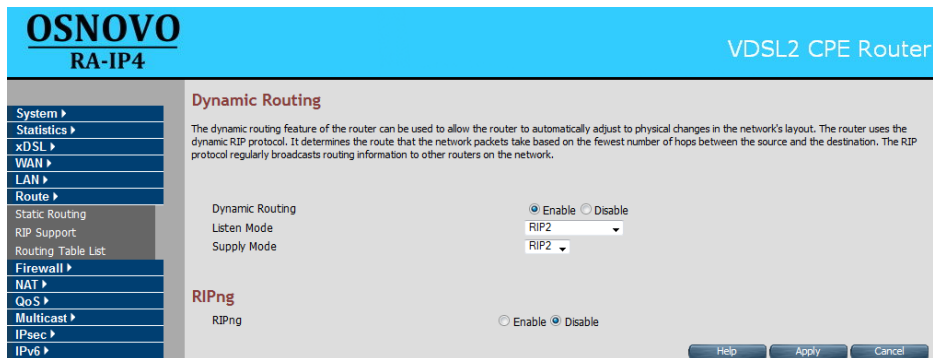 OSNOVO
RA-IP4
VDSL2 CPE Router
System
Statistics
xDSL
WAN
LAN
Route
Static Routing
RIP Support
Routing Table List
Firewall
NAT
QoS
Multicast
IPsec
IPv6
Dynamic Routing
The dynamic routing feature of the router can be used to allow the router to automatically adjust to physical changes in the network's layout. The router uses the
dynamic RIP protocol. It determines the route that the network packets take based on the fewest number of hops between the source and the destination. The RIP
protocol regularly broadcasts routing information to other routers on the network.
Dynamic Routing Enable Disable
Listen Mode RIP2
Supply Mode RIP2
RIPng
RIPng Enable Disable
Help Apply Cancel